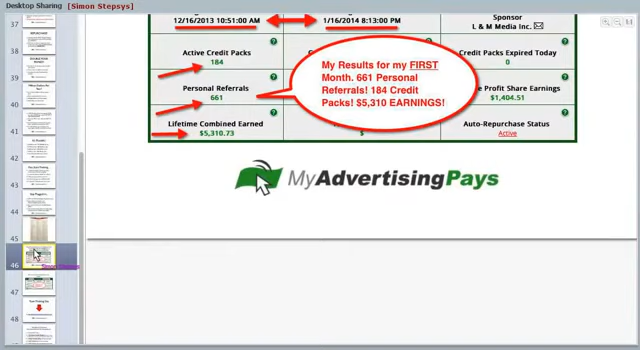 Desktop Sharing [Simon Stepsys]
12/16/2013 10:51:00 AM
1/16/2014 8:13:00 PM
Sponsor
L & M Media Inc.
Active Credit Packs
184
Credit Packs Expired Today
0
Personal Referrals
661
Profit Share Earnings
$1,404.51
Lifetime Combined Earned
$5,310.73
$
Auto-Repurchase Status
Active
My Results for my FIRST
Month. 661 Personal
Referrals! 184 Credit
Packs! $5,310 EARNINGS!
MyAdvertisingPays
37
38
39
40
41
42
43
44
45
46
47
48
Simon Stepsys